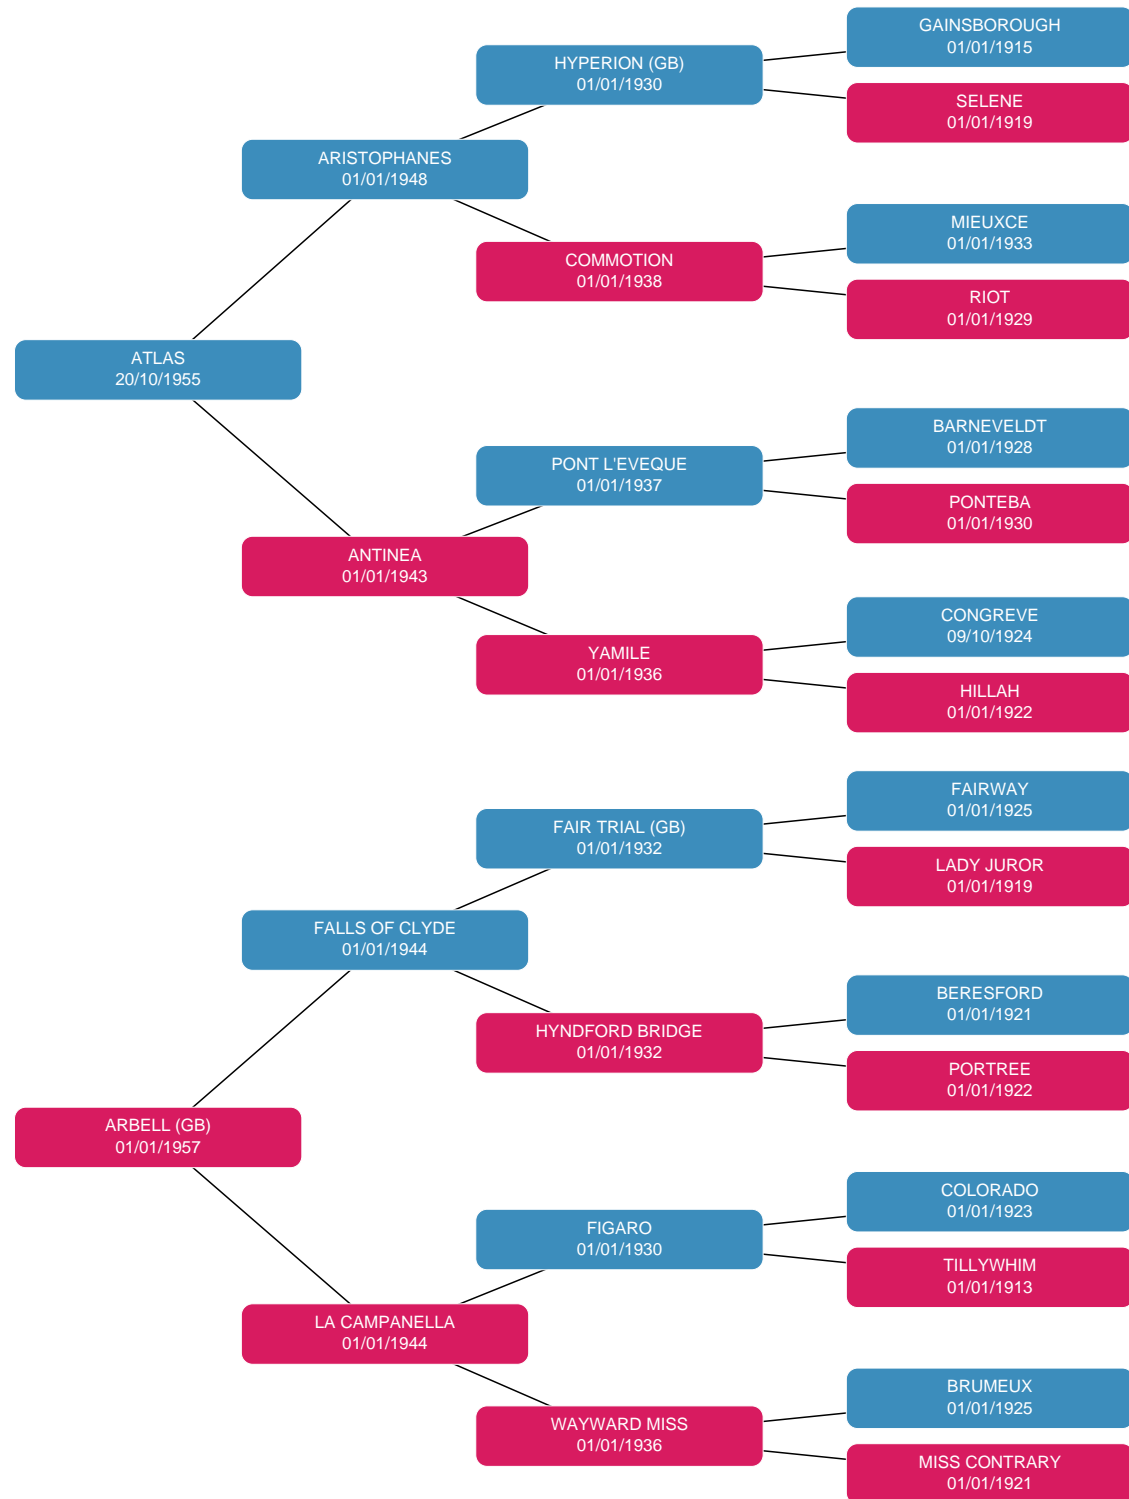 GAINSBOROUGH
01/01/1915
HYPERION (GB)
01/01/1930
SELENE
01/01/1919
ARISTOPHANES
01/01/1948
MIEUXCE
01/01/1933
COMMOTION
01/01/1938
RIOT
01/01/1929
ATLAS
20/10/1955
BARNEVELDT
01/01/1928
PONT L'EVEQUE
01/01/1937
PONTEBA
01/01/1930
ANTINEA
01/01/1943
CONGREVE
09/10/1924
YAMILE
01/01/1936
HILLAH
01/01/1922
FAIRWAY
01/01/1925
FAIR TRIAL (GB)
01/01/1932
LADY JUROR
01/01/1919
FALLS OF CLYDE
01/01/1944
BERESFORD
01/01/1921
HYNDFORD BRIDGE
01/01/1932
PORTREE
01/01/1922
ARBELL (GB)
01/01/1957
COLORADO
01/01/1923
FIGARO
01/01/1930
TILLYWHIM
01/01/1913
LA CAMPANELLA
01/01/1944
BRUMEUX
01/01/1925
WAYWARD MISS
01/01/1936
MISS CONTRARY
01/01/1921